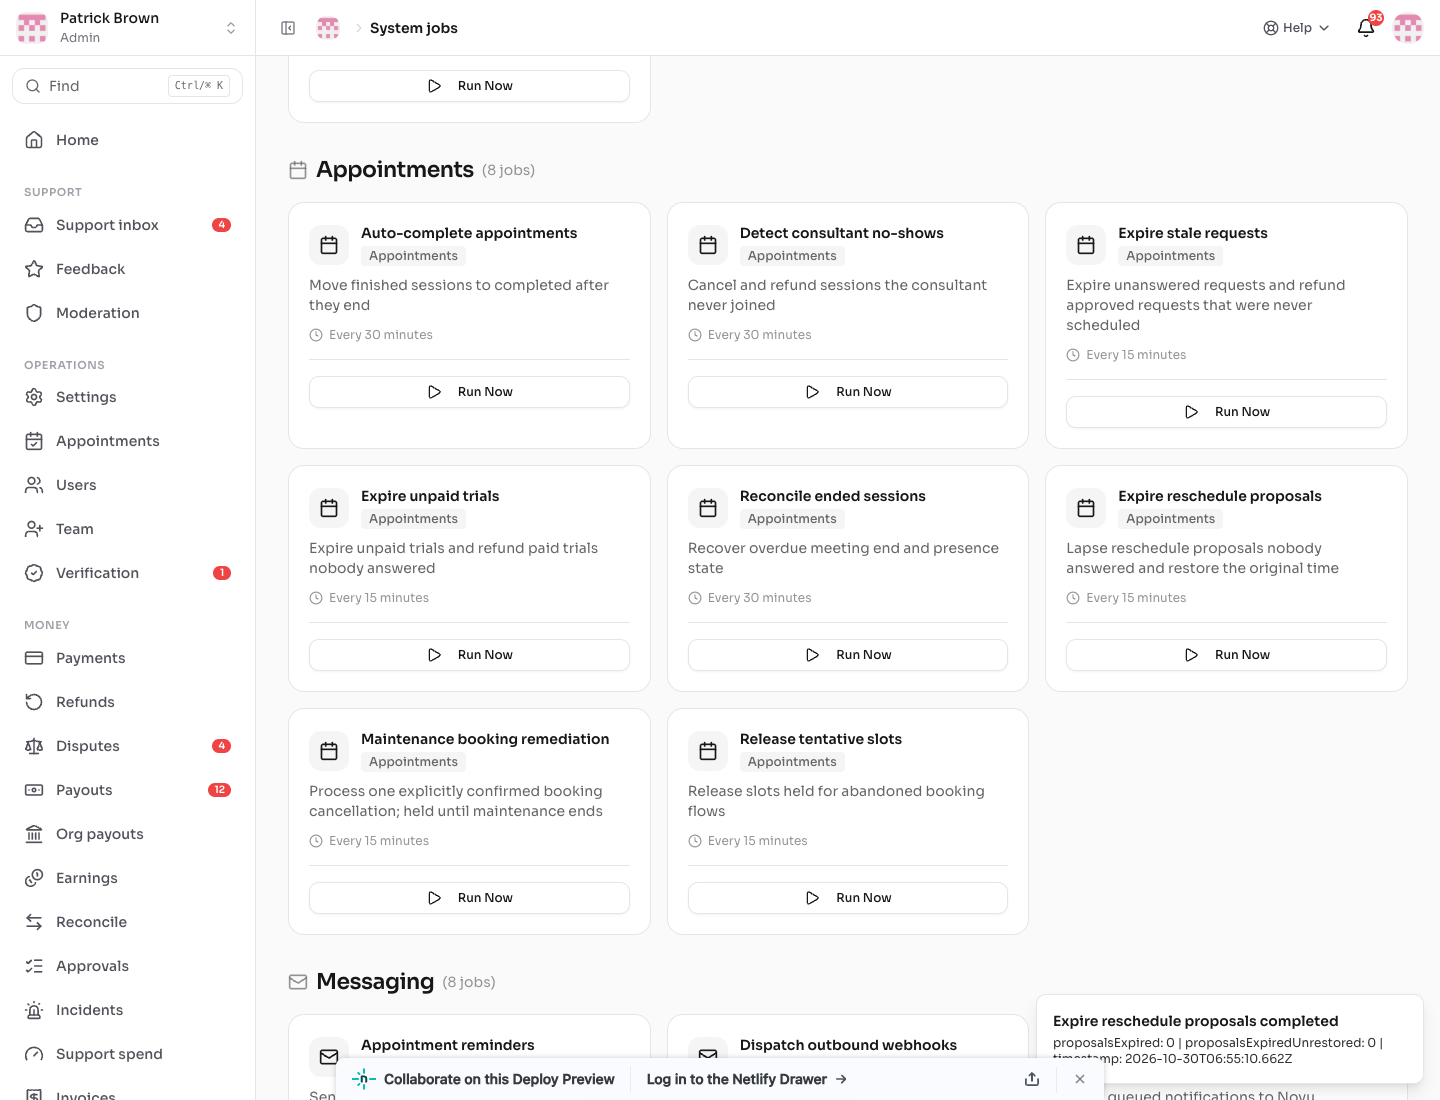 Patrick Brown
Admin
System jobs
Help
93
Find
Ctrl/⌘ K
Home
SUPPORT
Support inbox
4
Feedback
Moderation
OPERATIONS
Settings
Appointments
Users
Team
Verification
1
MONEY
Payments
Refunds
Disputes
4
Payouts
12
Org payouts
Earnings
Reconcile
Approvals
Incidents
Support spend
Invoices
Run Now
Appointments (8 jobs)
Auto-complete appointments
Appointments
Move finished sessions to completed after
they end
Every 30 minutes
Run Now
Detect consultant no-shows
Appointments
Cancel and refund sessions the consultant
never joined
Every 30 minutes
Run Now
Expire stale requests
Appointments
Expire unanswered requests and refund
approved requests that were never
scheduled
Every 15 minutes
Run Now
Expire unpaid trials
Appointments
Expire unpaid trials and refund paid trials
nobody answered
Every 15 minutes
Run Now
Reconcile ended sessions
Appointments
Recover overdue meeting end and presence
state
Every 30 minutes
Run Now
Expire reschedule proposals
Appointments
Lapse reschedule proposals nobody
answered and restore the original time
Every 15 minutes
Run Now
Maintenance booking remediation
Appointments
Process one explicitly confirmed booking
cancellation; held until maintenance ends
Every 15 minutes
Run Now
Release tentative slots
Appointments
Release slots held for abandoned booking
flows
Every 15 minutes
Run Now
Messaging (8 jobs)
Appointment reminders
Dispatch outbound webhooks
queued notifications to Novu
Expire reschedule proposals completed
proposalsExpired: 0 | proposalsExpiredUnrestored: 0 |
timestamp: 2026-10-30T06:55:10.662Z
Collaborate on this Deploy Preview
Log in to the Netlify Drawer →